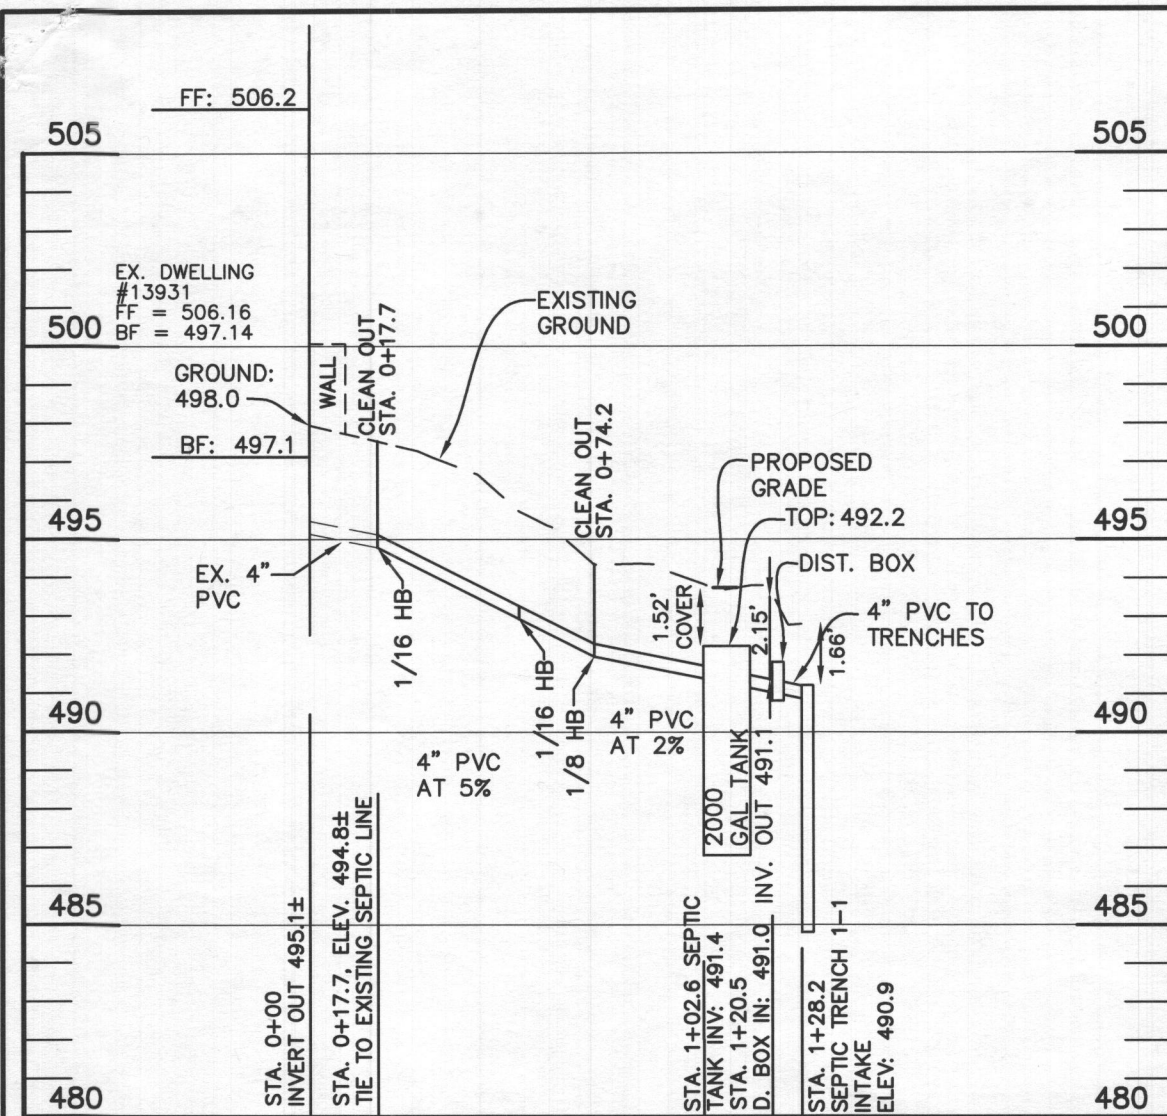 FF: 506.2
505
505
EX. DWELLING
#13931
FF = 506.16
BF = 497.14
500
500
EXISTING
GROUND
CLEAN OUT
STA. 0+17.7
WALL
GROUND:
498.0
BF: 497.1
CLEAN OUT
STA. 0+74.2
PROPOSED
GRADE
TOP: 492.2
495
495
DIST. BOX
EX. 4"
PVC
1.52'
COVER
2.15'
4" PVC TO
TRENCHES
1.66'
1/16 HB
1/16 HB
1/8 HB
490
490
4" PVC
AT 5%
4" PVC
AT 2%
2000
GAL TANK
INV. OUT 491.1
485
485
STA. 0+00
INVERT OUT 495.1±
STA. 0+17.7, ELEV. 494.8±
TIE TO EXISTING SEPTIC LINE
STA. 1+02.6 SEPTIC
TANK INV: 491.4
STA. 1+20.5
D. BOX IN: 491.0
STA. 1+28.2
SEPTIC TRENCH 1-1
INTAKE
ELEV: 490.9
480
480